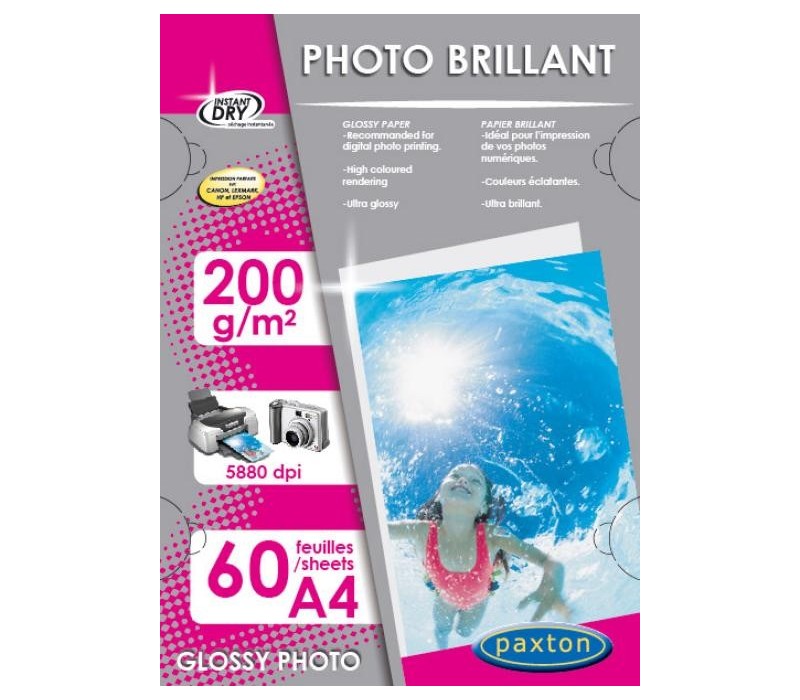 PHOTO BRILLANT
INSTANT
DRY
séchage instantané
GLOSSY PAPER
-Recommanded for
digital photo printing.
-High coloured
rendering
-Ultra glossy
PAPIER BRILLANT
-Idéal pour l'impression
de vos photos
numériques.
-Couleurs éclatantes.
-Ultra brillant.
IMPRESSION PARFAITE
sur
CANON, LEXMARK,
HP et EPSON
200
g/m²
5880 dpi
60 feuilles
/sheets
A4
GLOSSY PHOTO
paxton